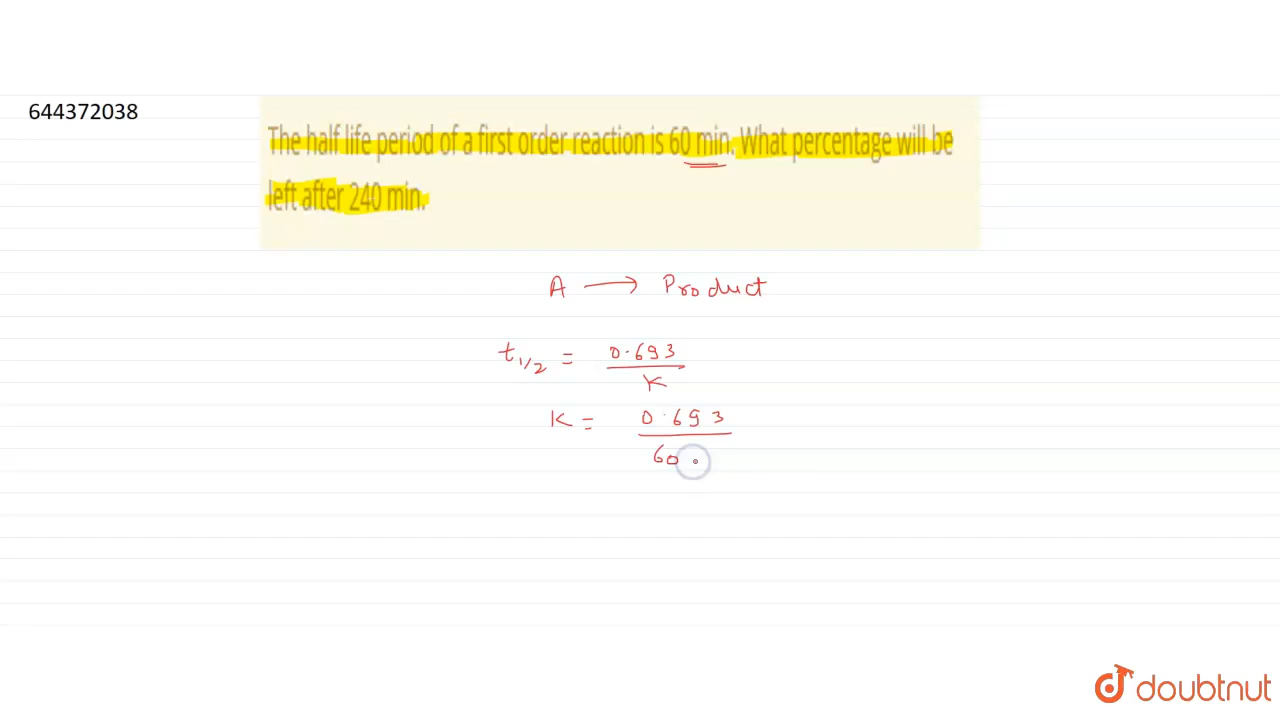 644372038
The half life period of a first order reaction is 60 min. What percentage will be
left after 240 min.
A ⟶ Product
t1/2 = 0.693/K
K = 0.693/60
doubtnut